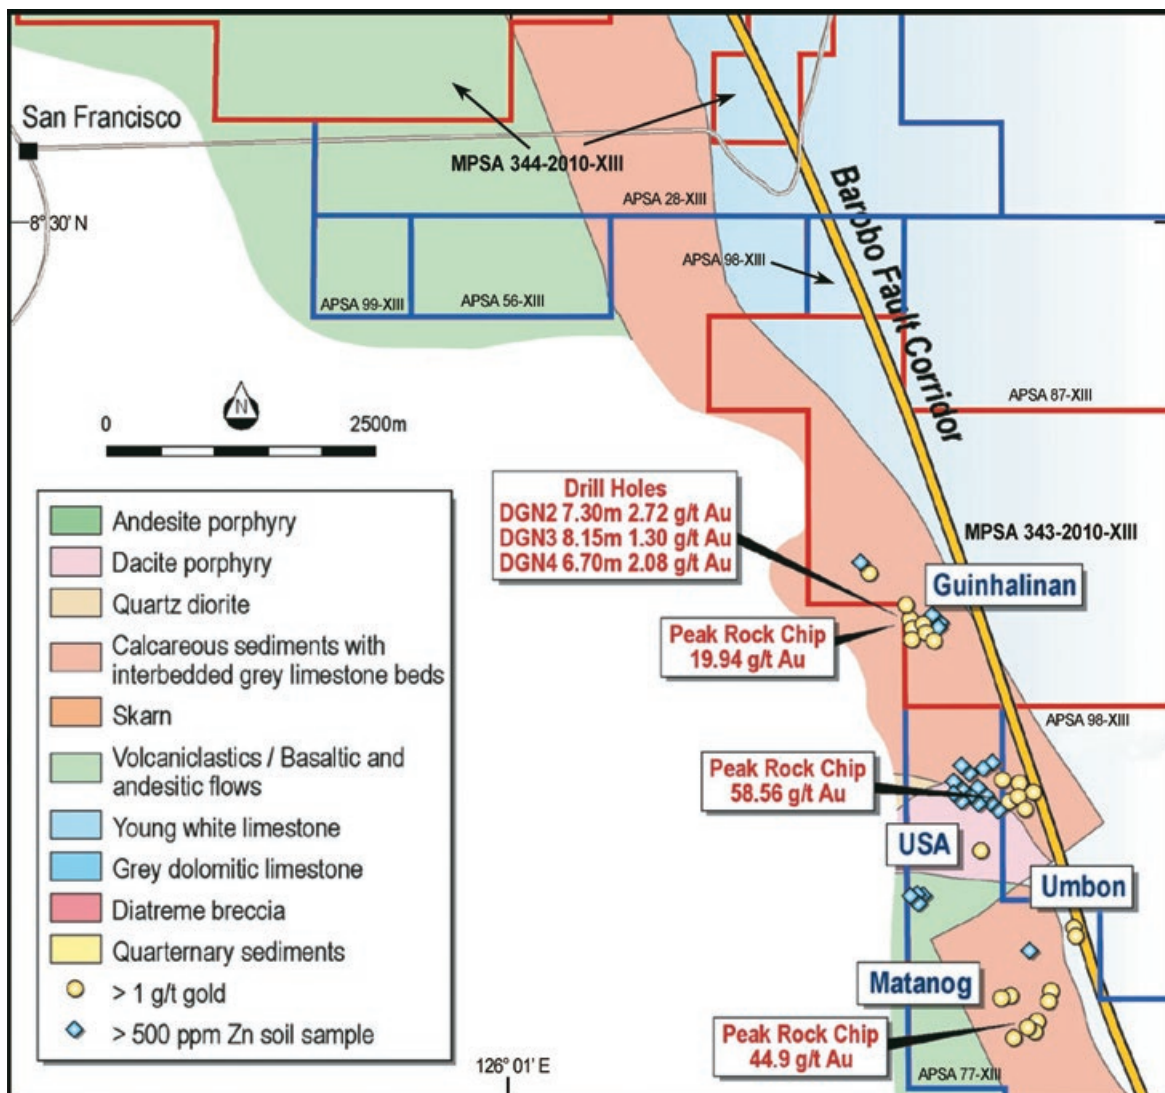 San Francisco
MPSA 344-2010-XIII
8° 30' N
APSA 28-XIII
Barobo Fault Corridor
APSA 98-XIII
APSA 99-XIII
APSA 56-XIII
N
0
2500m
APSA 87-XIII
Drill Holes
DGN2 7.30m 2.72 g/t Au
DGN3 8.15m 1.30 g/t Au
DGN4 6.70m 2.08 g/t Au
MPSA 343-2010-XIII
Guinhalinan
Peak Rock Chip
19.94 g/t Au
APSA 98-XIII
Peak Rock Chip
58.56 g/t Au
USA
Umbon
Matanog
Peak Rock Chip
44.9 g/t Au
APSA 77-XIII
126° 01' E
Andesite porphyry
Dacite porphyry
Quartz diorite
Calcareous sediments with
interbedded grey limestone beds
Skarn
Volcaniclastics / Basaltic and
andesitic flows
Young white limestone
Grey dolomitic limestone
Diatreme breccia
Quarternary sediments
> 1 g/t gold
> 500 ppm Zn soil sample